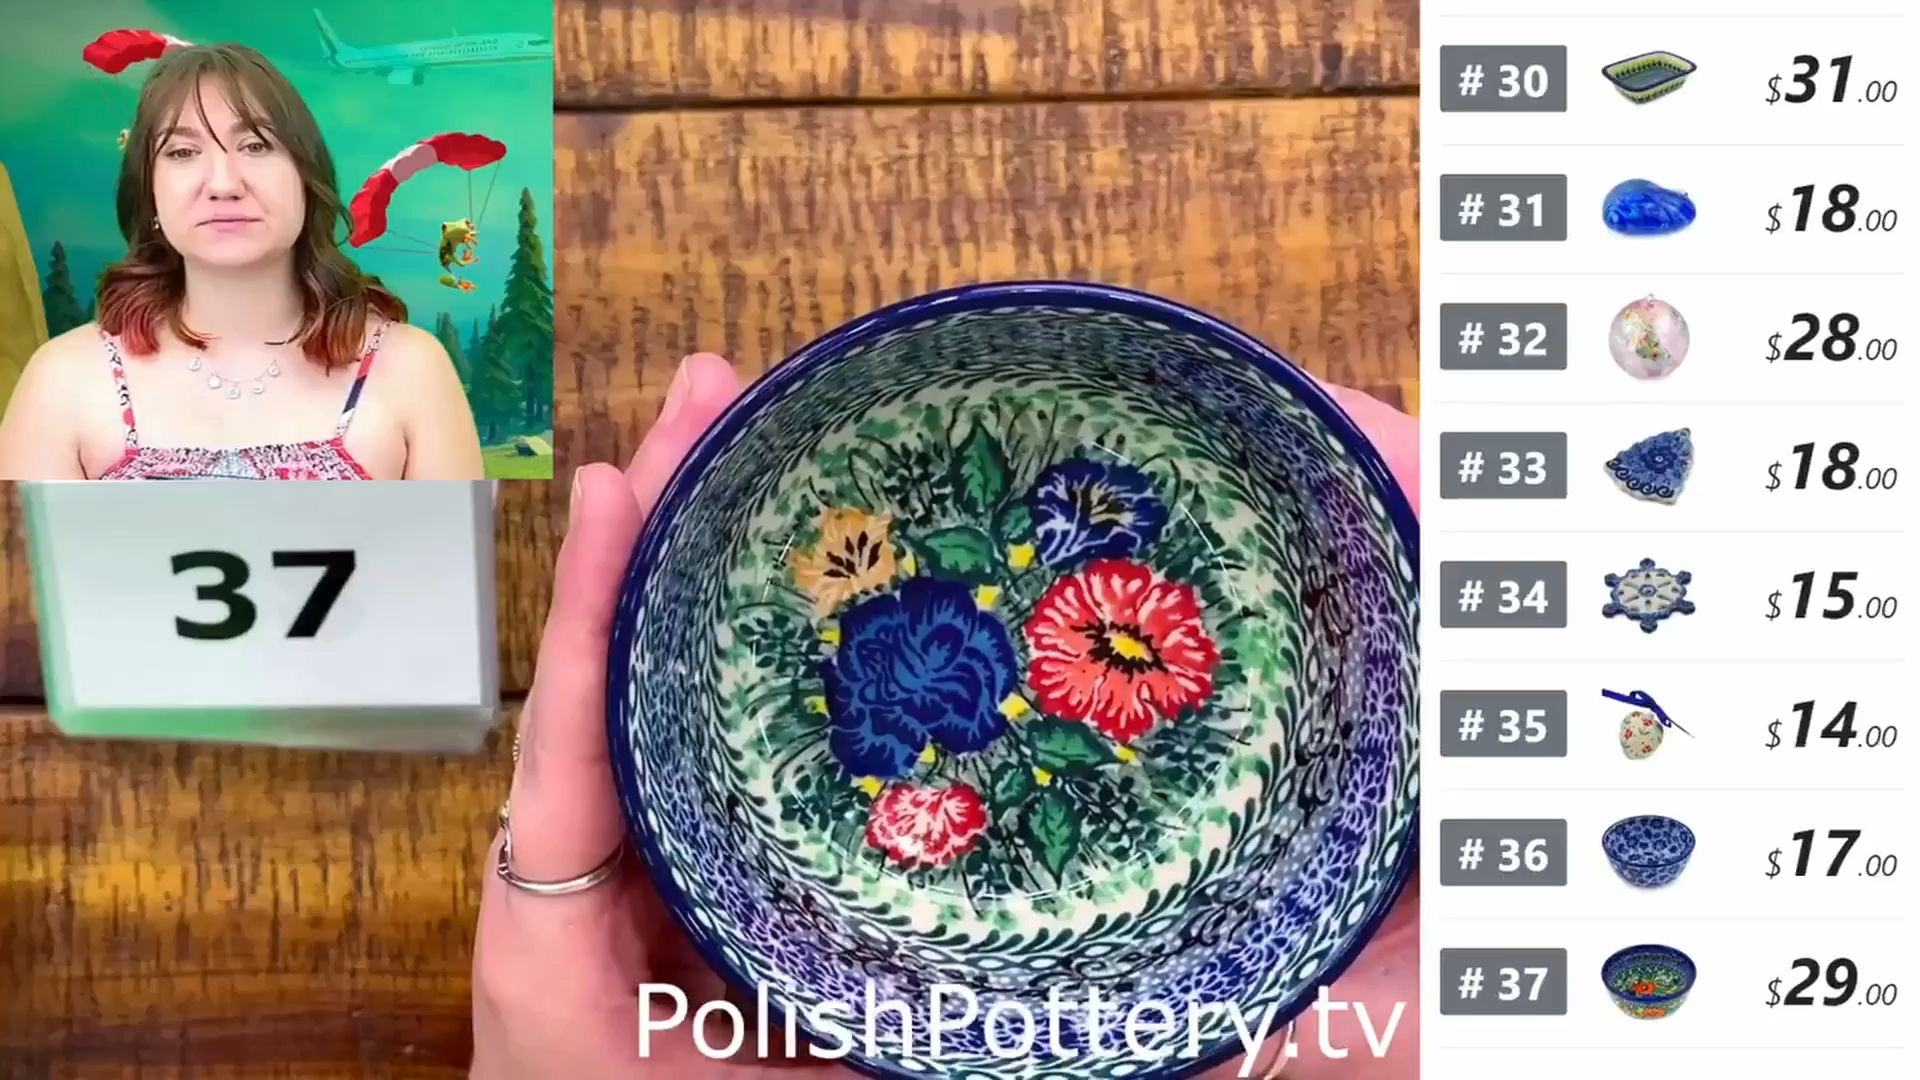 37
PolishPottery.tv
# 30 $31.00
# 31 $18.00
# 32 $28.00
# 33 $18.00
# 34 $15.00
# 35 $14.00
# 36 $17.00
# 37 $29.00